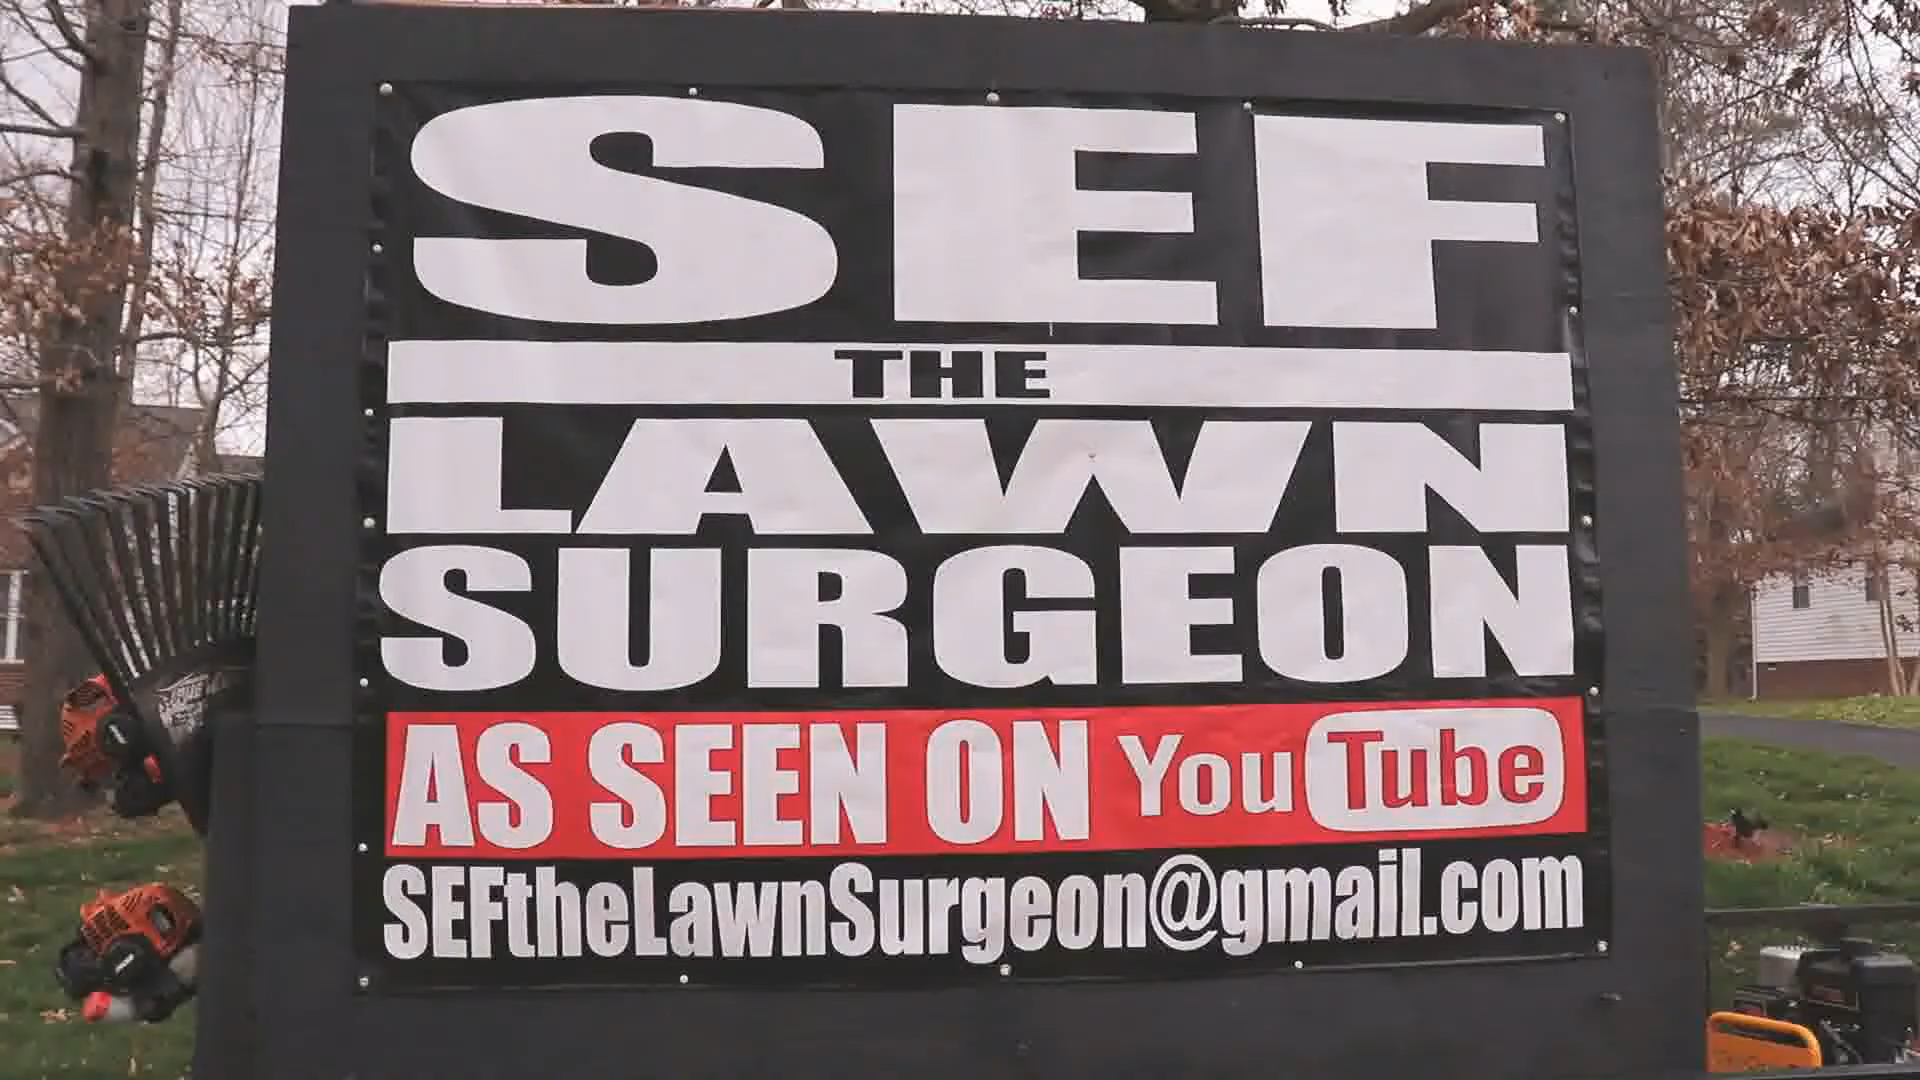 SEF
THE
LAWN
SURGEON
AS SEEN ON YouTube
SEFtheLawnSurgeon@gmail.com